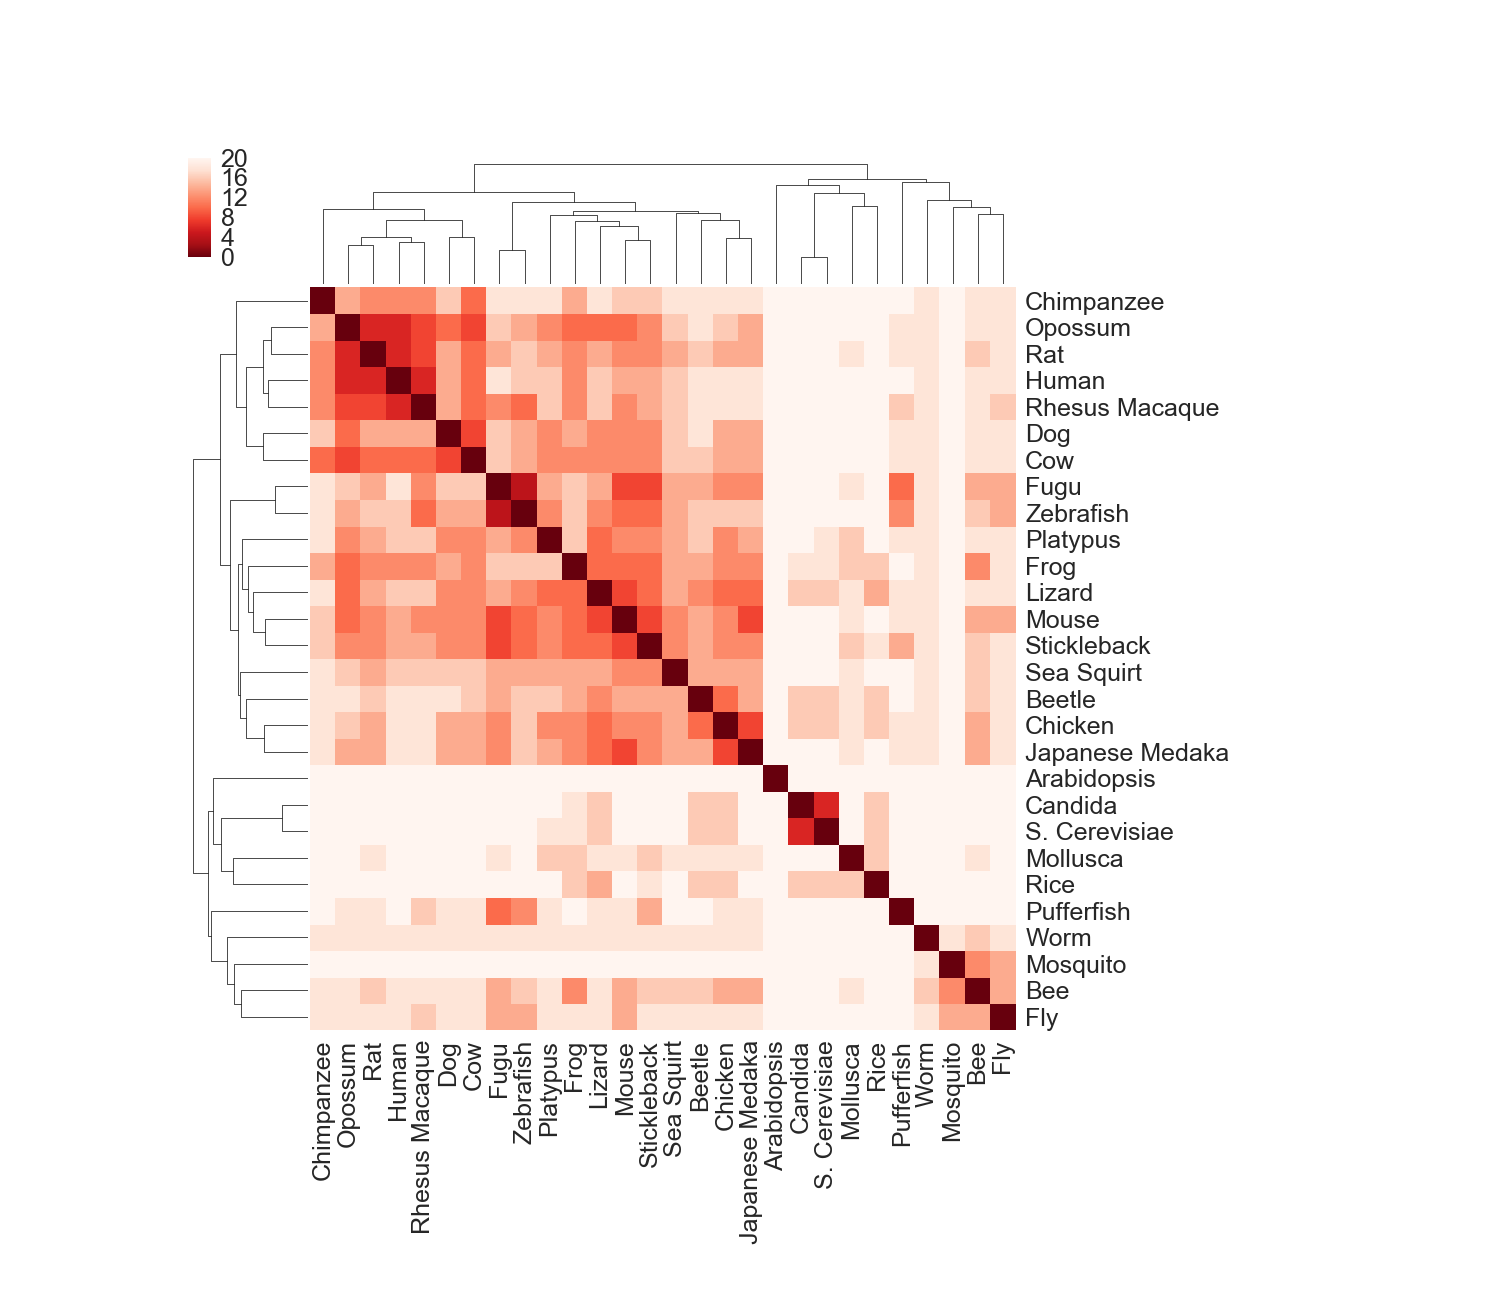 20
16
12
8
4
0
Chimpanzee
Opossum
Rat
Human
Rhesus Macaque
Dog
Cow
Fugu
Zebrafish
Platypus
Frog
Lizard
Mouse
Stickleback
Sea Squirt
Beetle
Chicken
Japanese Medaka
Arabidopsis
Candida
S. Cerevisiae
Mollusca
Rice
Pufferfish
Worm
Mosquito
Bee
Fly
Chimpanzee
Opossum
Rat
Human
Rhesus Macaque
Dog
Cow
Fugu
Zebrafish
Platypus
Frog
Lizard
Mouse
Stickleback
Sea Squirt
Beetle
Chicken
Japanese Medaka
Arabidopsis
Candida
S. Cerevisiae
Mollusca
Rice
Pufferfish
Worm
Mosquito
Bee
Fly